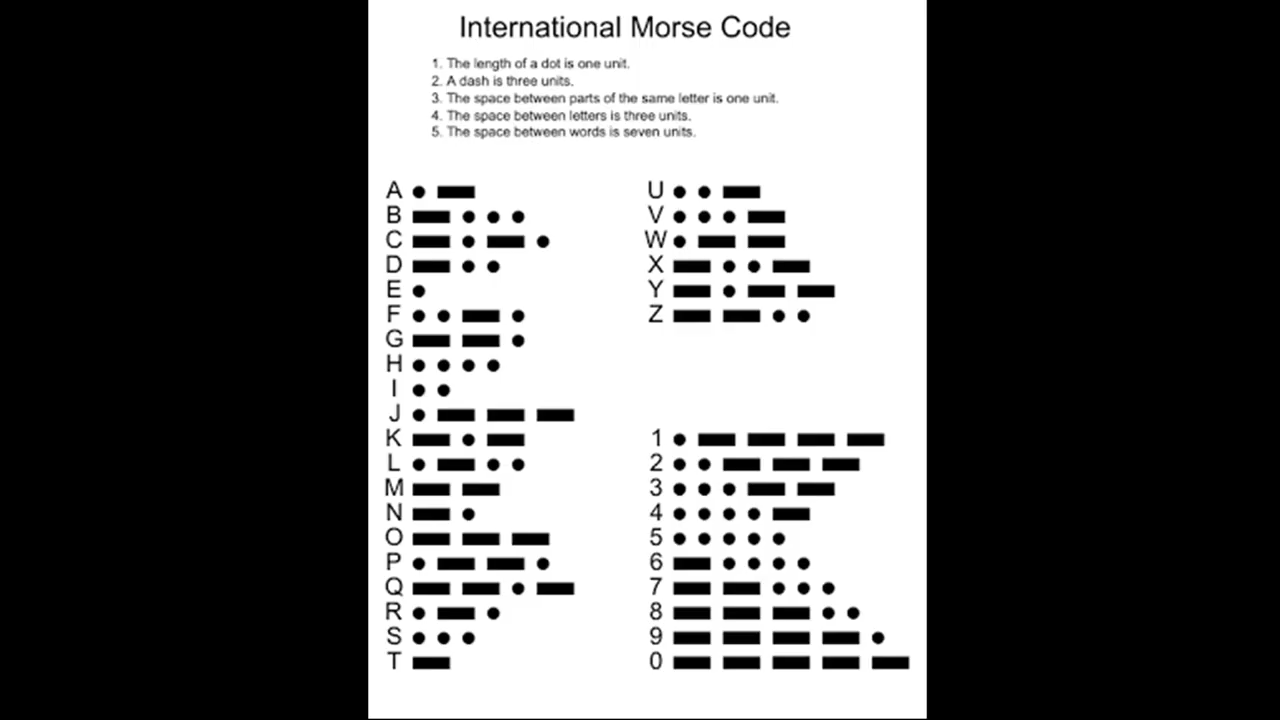 International Morse Code
1. The length of a dot is one unit.
2. A dash is three units.
3. The space between parts of the same letter is one unit.
4. The space between letters is three units.
5. The space between words is seven units.
A
B
C
D
E
F
G
H
I
J
K
L
M
N
O
P
Q
R
S
T
U
V
W
X
Y
Z
1
2
3
4
5
6
7
8
9
0